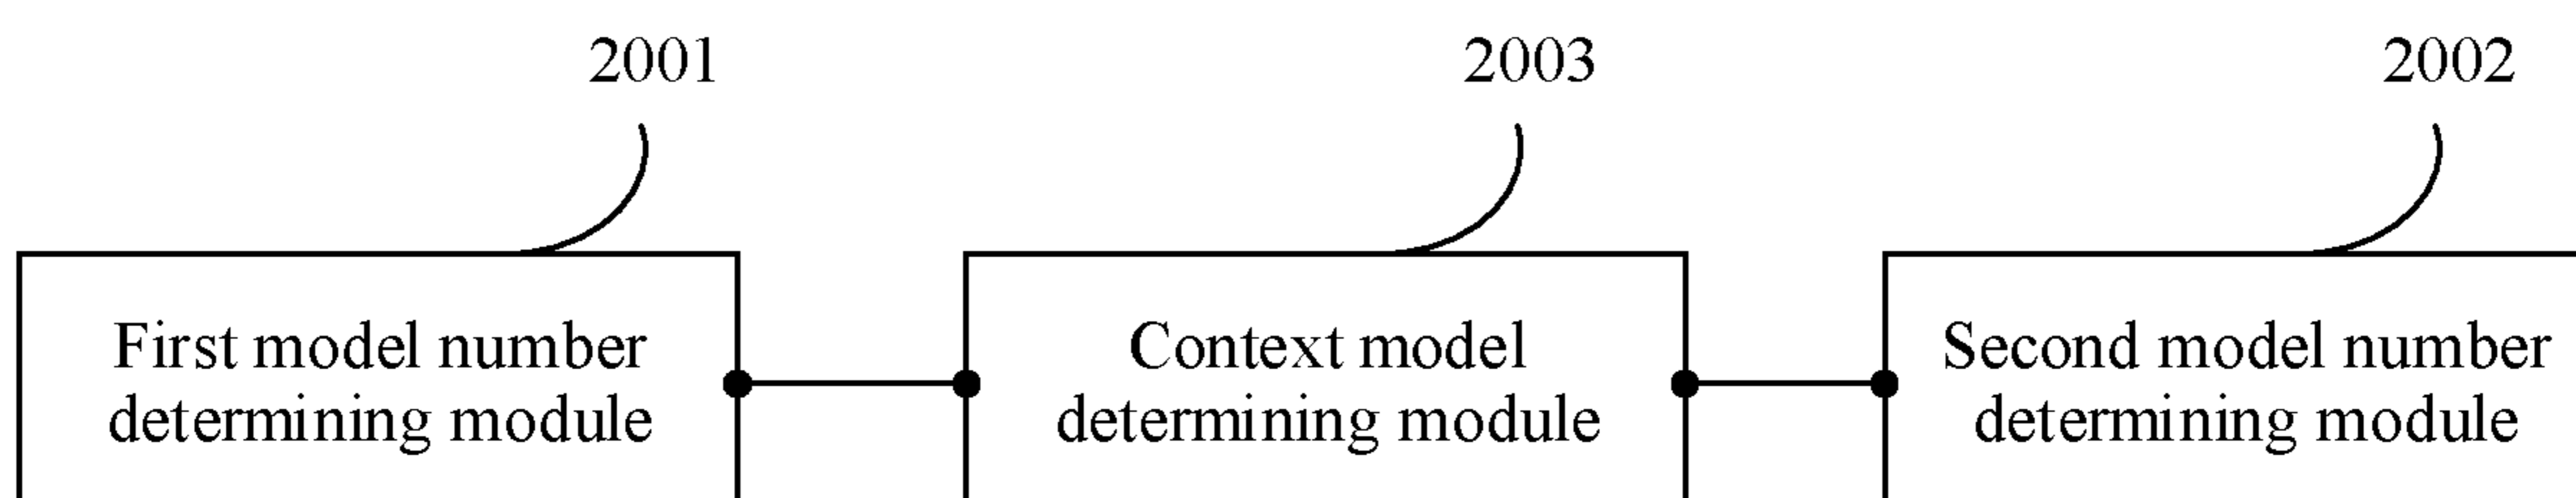 2001
2003
2002
First model number
determining module
Context model
determining module
Second model number
determining module